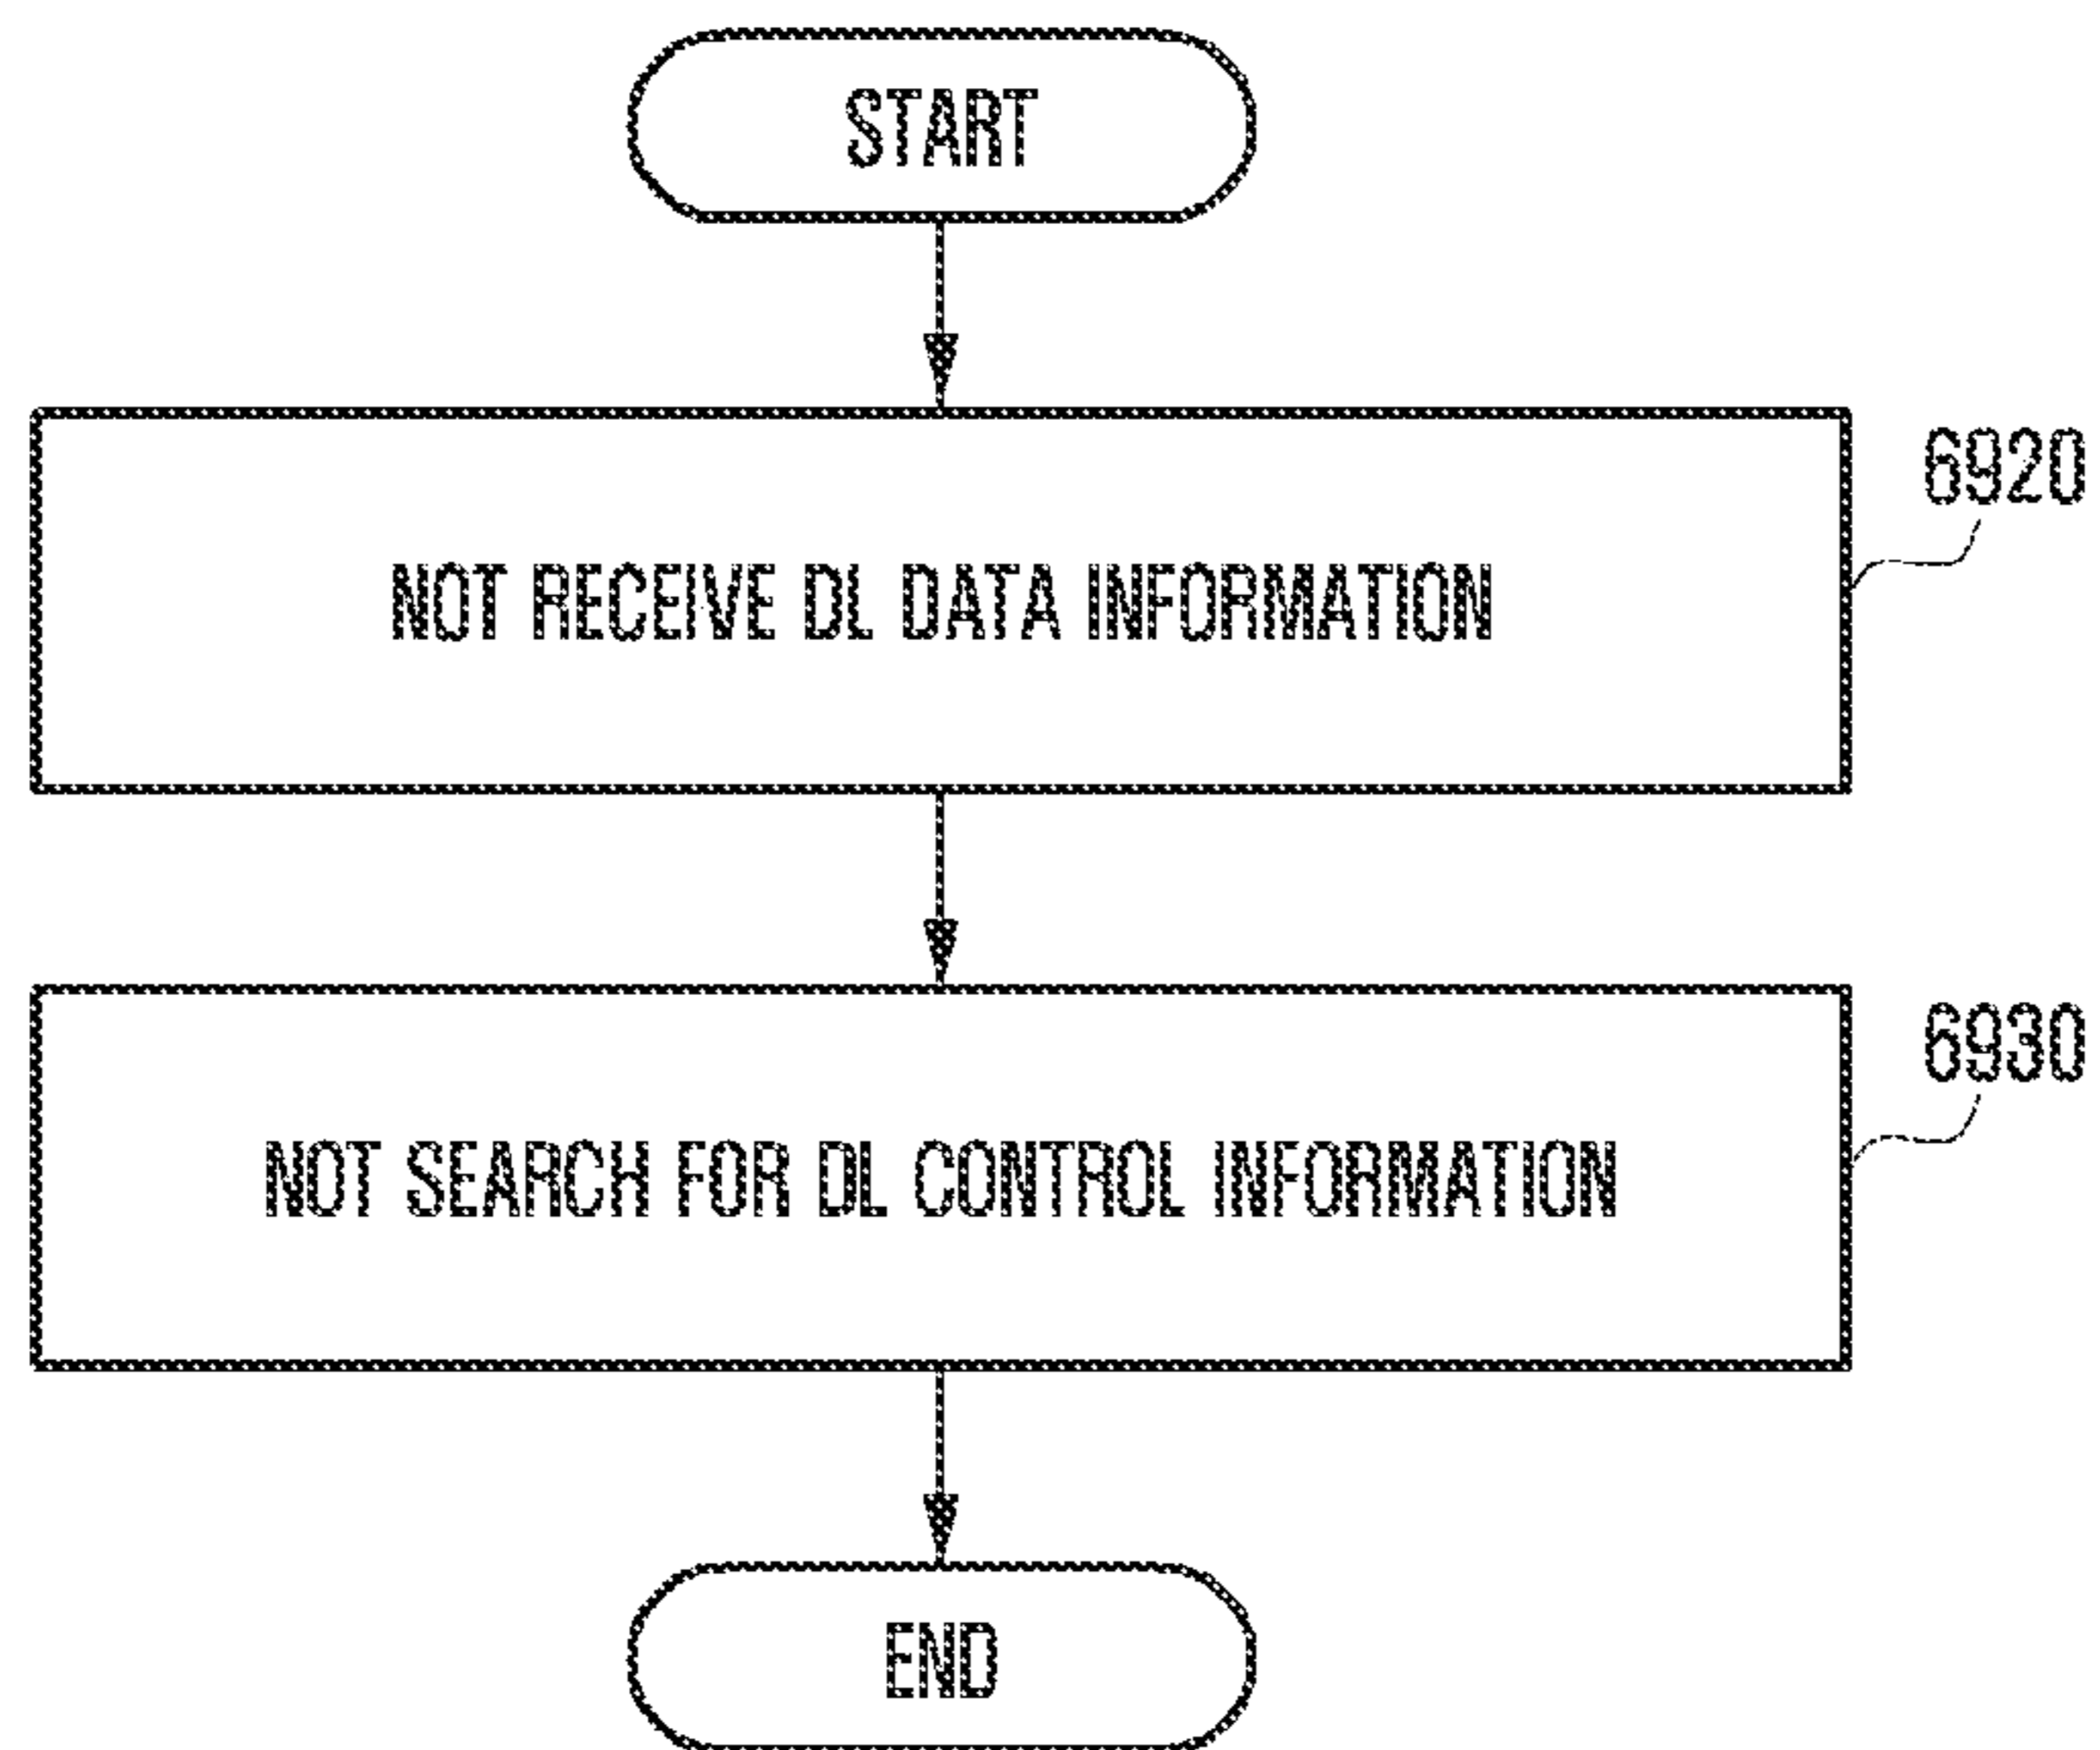 START
6920
NOT RECEIVE DL DATA INFORMATION
6930
NOT SEARCH FOR DL CONTROL INFORMATION
END